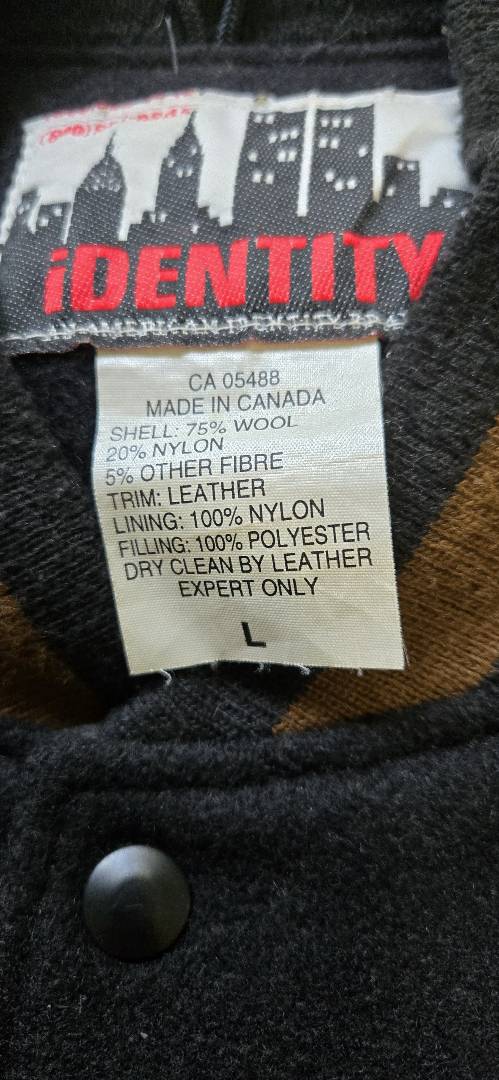 iDENTITY
CA 05488
MADE IN CANADA
SHELL: 75% WOOL
20% NYLON
5% OTHER FIBRE
TRIM: LEATHER
LINING: 100% NYLON
FILLING: 100% POLYESTER
DRY CLEAN BY LEATHER
EXPERT ONLY
L